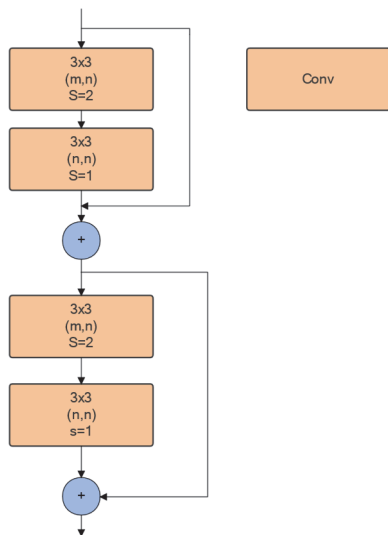 3x3
(m,n)
S=2
Conv
3x3
(n,n)
S=1
+
3x3
(m,n)
S=2
3x3
(n,n)
s=1
+